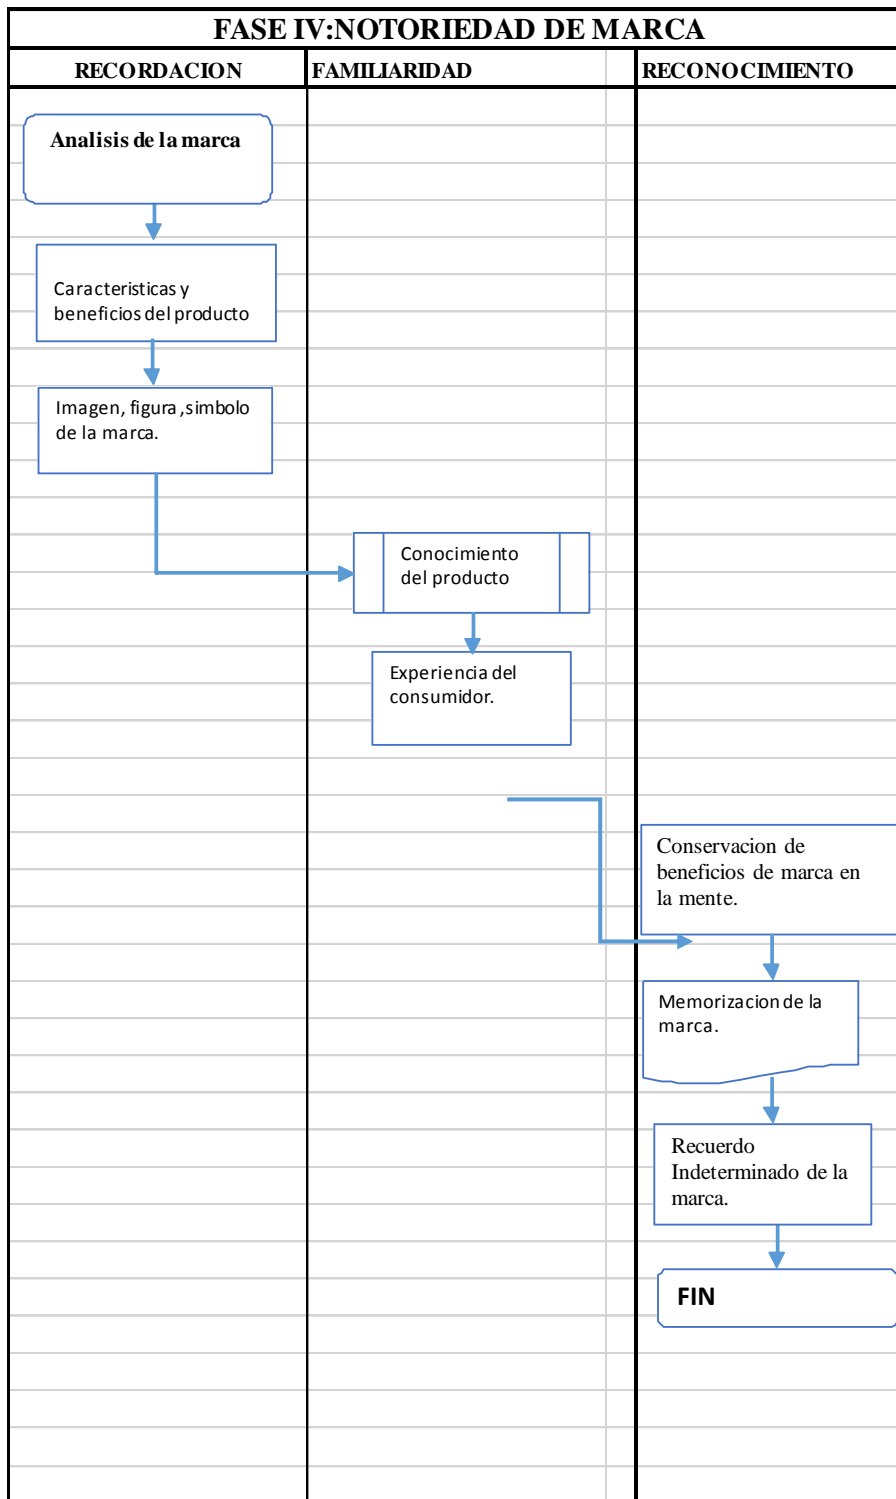 FASE IV:NOTORIEDAD DE MARCA
RECORDACION
FAMILIARIDAD
RECONOCIMIENTO
Analisis de la marca
Caracteristicas y
beneficios del producto
Imagen, figura ,simbolo
de la marca.
Conocimiento
del producto
Experiencia del
consumidor.
Conservacion de
beneficios de marca en
la mente.
Memorizacion de la
marca.
Recuerdo
Indeterminado de la
marca.
FIN